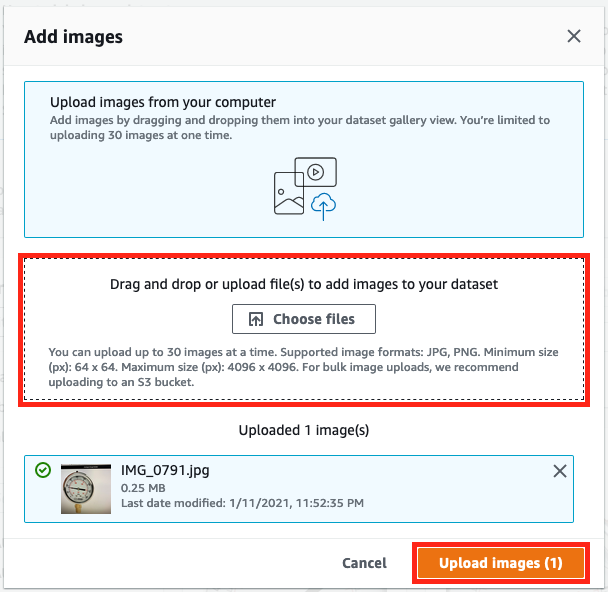 Add images
Upload images from your computer
Add images by dragging and dropping them into your dataset gallery view. You're limited to
uploading 30 images at one time.
Drag and drop or upload file(s) to add images to your dataset
Choose files
You can upload up to 30 images at a time. Supported image formats: JPG, PNG. Minimum size
(px): 64 x 64. Maximum size (px): 4096 x 4096. For bulk image uploads, we recommend
uploading to an S3 bucket.
Uploaded 1 image(s)
IMG_0791.jpg
0.25 MB
Last date modified: 1/11/2021, 11:52:35 PM
Cancel
Upload images (1)